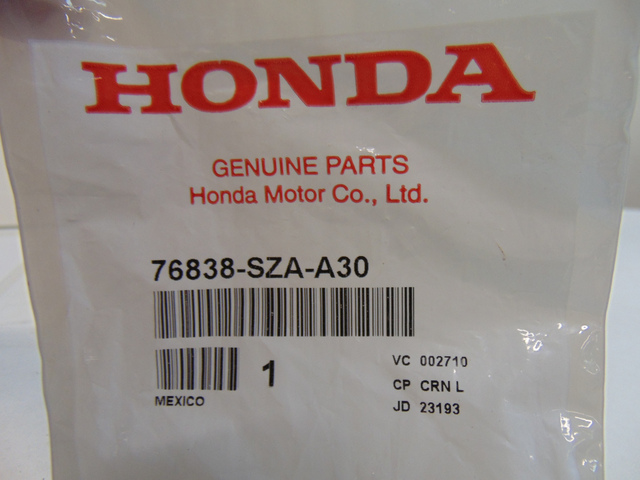 HONDA
GENUINE PARTS
Honda Motor Co., Ltd.
76838-SZA-A30
1
VC 002710
CP CRN L
MEXICO
JD 23193